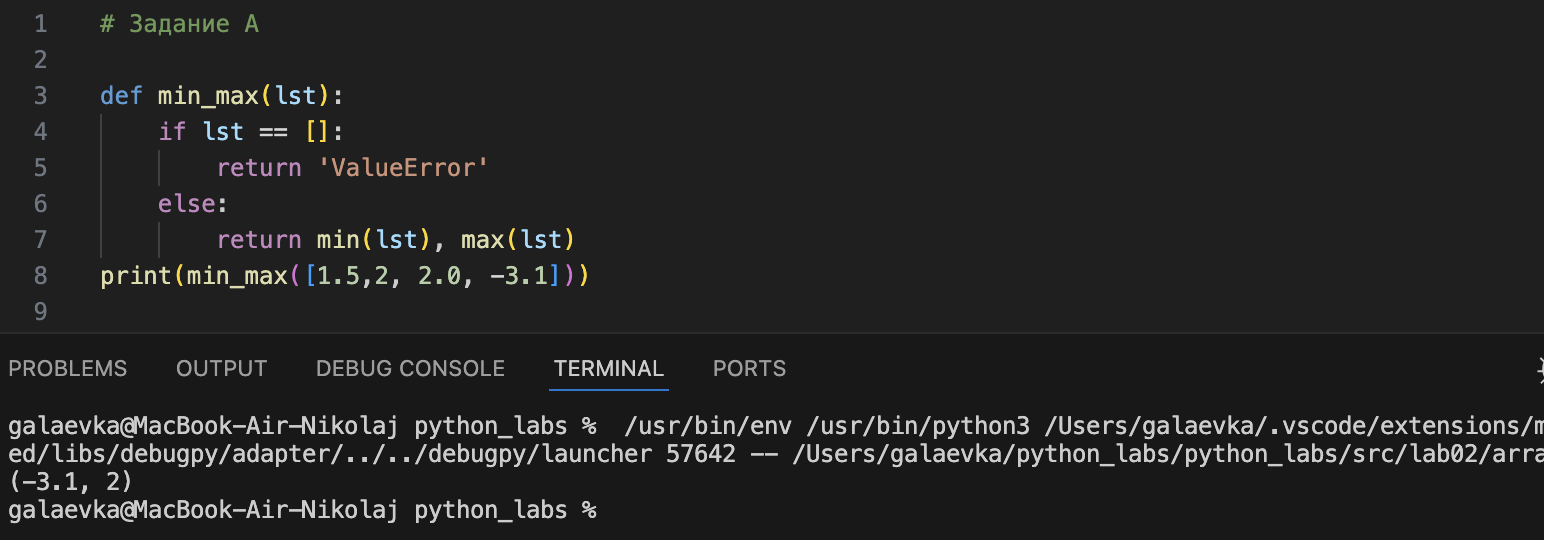 1 # Задание A
2
3 def min_max(lst):
4 if lst == []:
5 return 'ValueError'
6 else:
7 return min(lst), max(lst)
8 print(min_max([1.5,2, 2.0, -3.1]))
9
PROBLEMS OUTPUT DEBUG CONSOLE TERMINAL PORTS
galaevka@MacBook-Air-Nikolaj python_labs % /usr/bin/env /usr/bin/python3 /Users/galaevka/.vscode/extensions/m
ed/libs/debugpy/adapter/../../debugpy/launcher 57642 -- /Users/galaevka/python_labs/python_labs/src/lab02/arra
(-3.1, 2)
galaevka@MacBook-Air-Nikolaj python_labs %